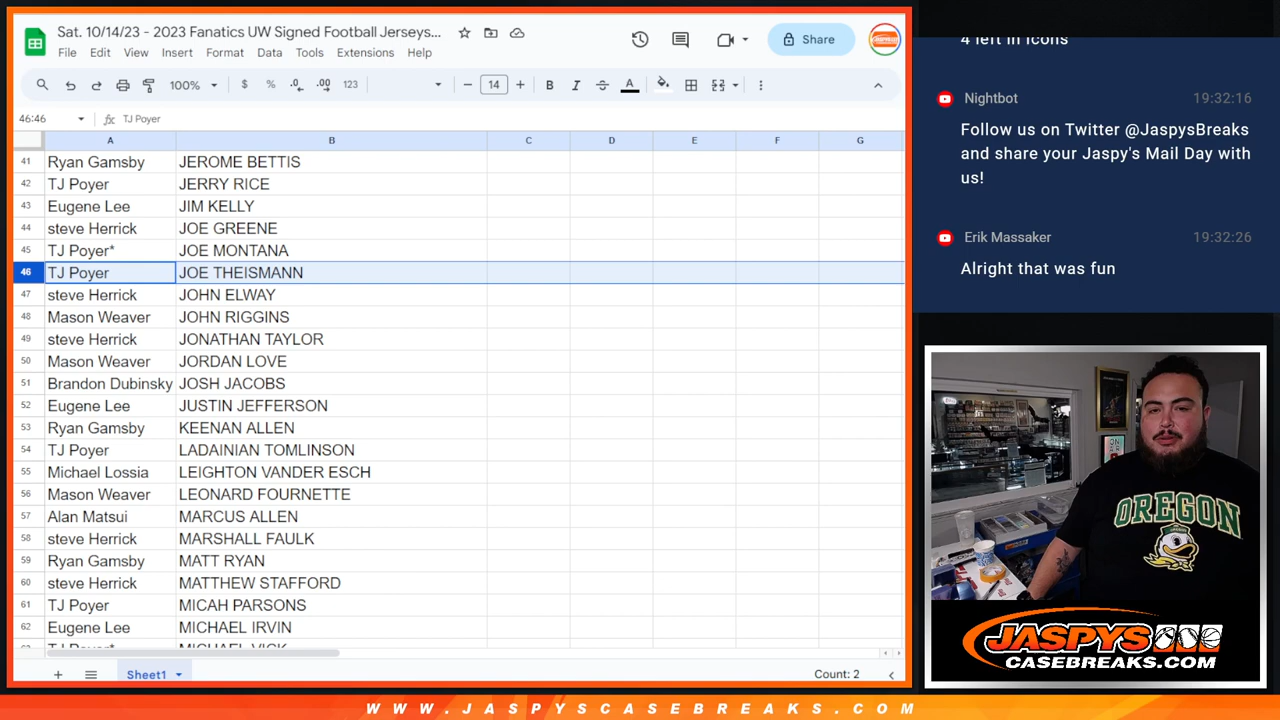 Sat. 10/14/23 - 2023 Fanatics UW Signed Football Jerseys...
File Edit View Insert Format Data Tools Extensions Help
Share
100% $ % .0 .00 123 14 B I A
46:46 fx TJ Poyer
A B C D E F G
41 Ryan Gamsby JEROME BETTIS
42 TJ Poyer JERRY RICE
43 Eugene Lee JIM KELLY
44 steve Herrick JOE GREENE
45 TJ Poyer* JOE MONTANA
46 TJ Poyer JOE THEISMANN
47 steve Herrick JOHN ELWAY
48 Mason Weaver JOHN RIGGINS
49 steve Herrick JONATHAN TAYLOR
50 Mason Weaver JORDAN LOVE
51 Brandon Dubinsky JOSH JACOBS
52 Eugene Lee JUSTIN JEFFERSON
53 Ryan Gamsby KEENAN ALLEN
54 TJ Poyer LADAINIAN TOMLINSON
55 Michael Lossia LEIGHTON VANDER ESCH
56 Mason Weaver LEONARD FOURNETTE
57 Alan Matsui MARCUS ALLEN
58 steve Herrick MARSHALL FAULK
59 Ryan Gamsby MATT RYAN
60 steve Herrick MATTHEW STAFFORD
61 TJ Poyer MICAH PARSONS
62 Eugene Lee MICHAEL IRVIN
TJ Poyer* MICHAEL VICK
Sheet1
Count: 2
4 left in Icons
Nightbot 19:32:16
Follow us on Twitter @JaspysBreaks
and share your Jaspy's Mail Day with
us!
Erik Massaker 19:32:26
Alright that was fun
OREGON
JASPYS
CASEBREAKS.COM
WWW.JASPYSCASEBREAKS.COM